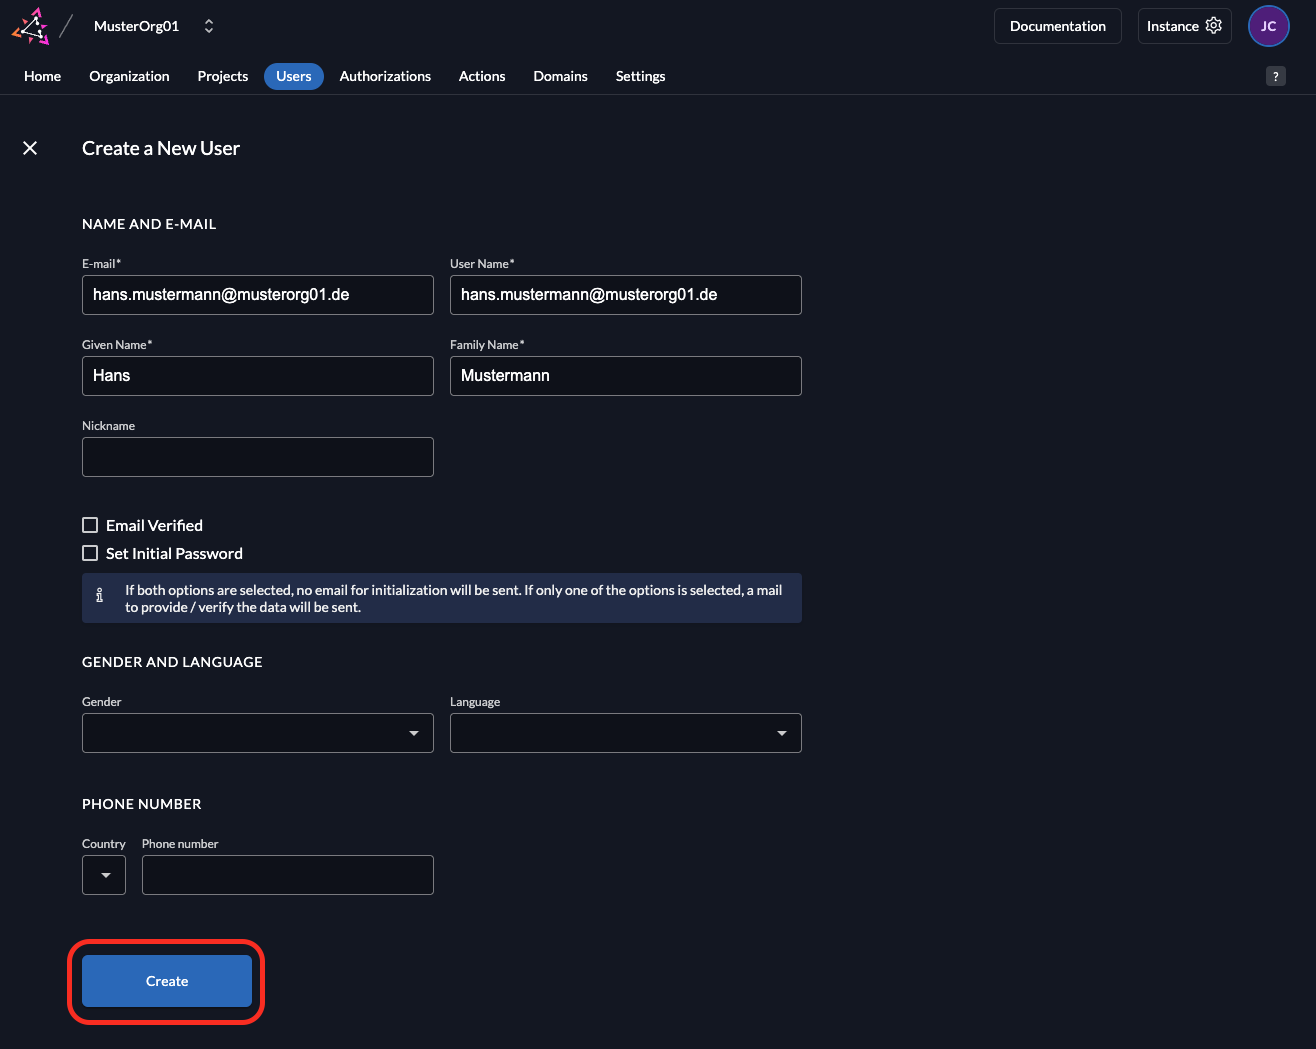 MusterOrg01
Documentation
Instance
JC
Home
Organization
Projects
Users
Authorizations
Actions
Domains
Settings
?
Create a New User
NAME AND E-MAIL
E-mail*
User Name*
hans.mustermann@musterorg01.de
hans.mustermann@musterorg01.de
Given Name*
Family Name*
Hans
Mustermann
Nickname
Email Verified
Set Initial Password
If both options are selected, no email for initialization will be sent. If only one of the options is selected, a mail
to provide / verify the data will be sent.
GENDER AND LANGUAGE
Gender
Language
PHONE NUMBER
Country
Phone number
Create